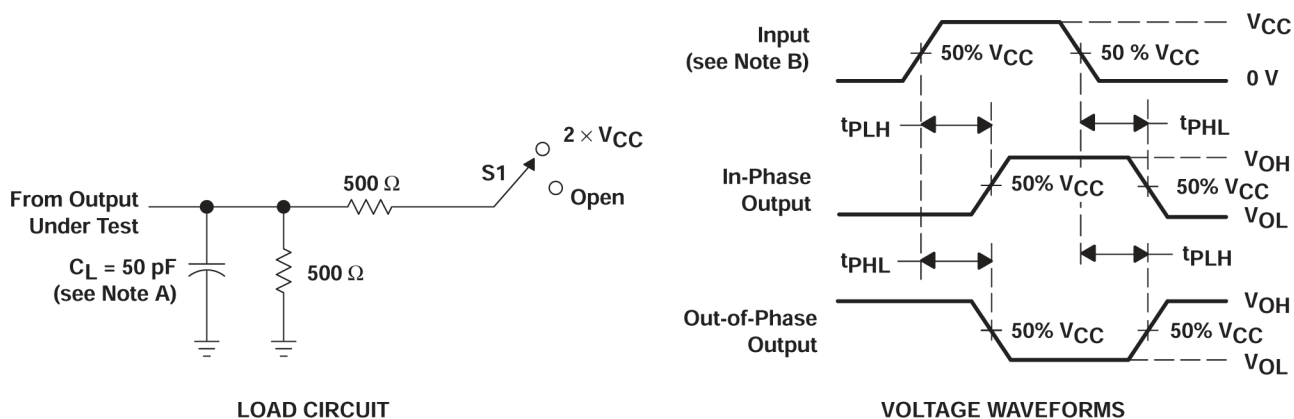 2 × VCC
S1
500 Ω
Open
From Output
Under Test
CL = 50 pF
(see Note A)
500 Ω
LOAD CIRCUIT
Input
(see Note B)
50% VCC
50 % VCC
VCC
0 V
tPLH
tPHL
In-Phase
Output
50% VCC
50% VCC
VOH
VOL
tPHL
tPLH
Out-of-Phase
Output
50% VCC
50% VCC
VOH
VOL
VOLTAGE WAVEFORMS